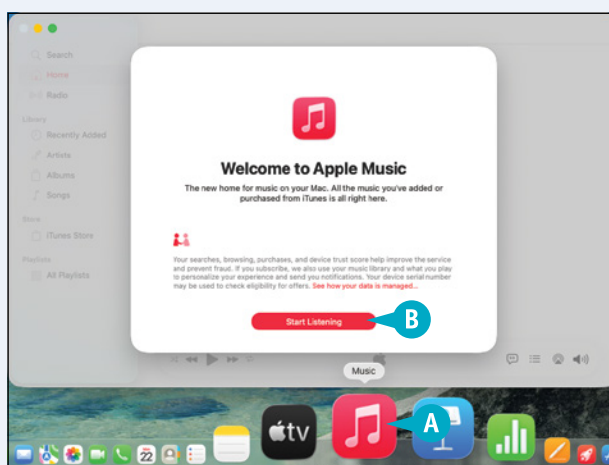 Search
Home
Radio
Library
Recently Added
Artists
Albums
Songs
Store
iTunes Store
Playlists
All Playlists
Welcome to Apple Music
The new home for music on your Mac. All the music you've added or
purchased from iTunes is all right here.
Your searches, browsing, purchases, and device trust score help improve the service
and prevent fraud. If you subscribe, we also use your music library and what you play
to personalize your experience and send you notifications. Your device serial number
may be used to check eligibility for offers. See how your data is managed...
Start Listening
B
Music
A
tv
22